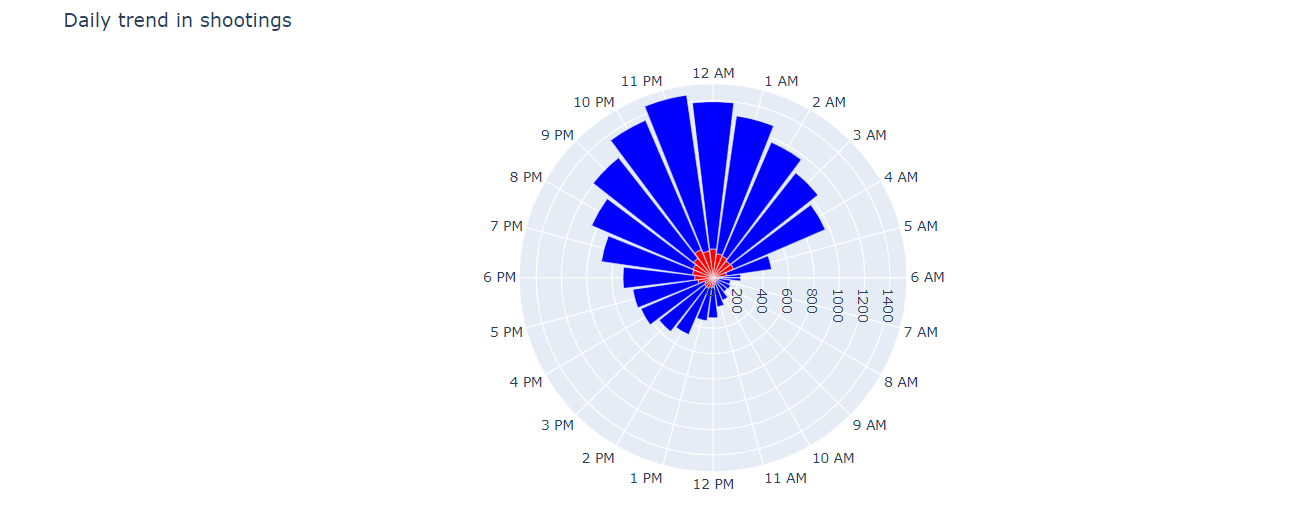 Daily trend in shootings
12 AM
1 AM
2 AM
3 AM
4 AM
5 AM
6 AM
7 AM
8 AM
9 AM
10 AM
11 AM
12 PM
1 PM
2 PM
3 PM
4 PM
5 PM
6 PM
7 PM
8 PM
9 PM
10 PM
11 PM
200
400
600
800
1000
1200
1400